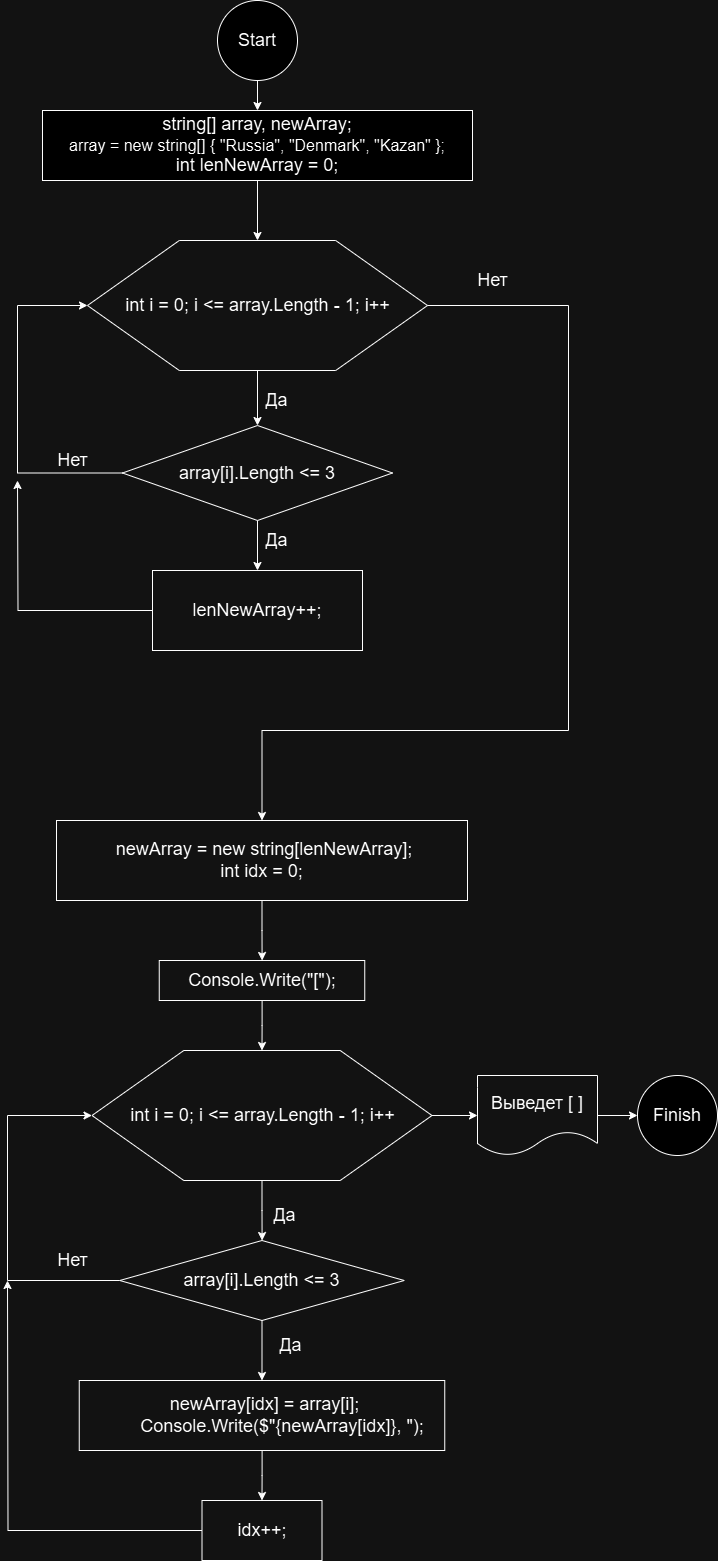 Start
string[] array, newArray;
array = new string[] { "Russia", "Denmark", "Kazan" };
int lenNewArray = 0;
Нет
int i = 0; i <= array.Length - 1; i++
Да
Нет
array[i].Length <= 3
Да
lenNewArray++;
newArray = new string[lenNewArray];
int idx = 0;
Console.Write("[");
int i = 0; i <= array.Length - 1; i++
Выведет [ ]
Finish
Да
Нет
array[i].Length <= 3
Да
newArray[idx] = array[i];
Console.Write($"{newArray[idx]}, ");
idx++;